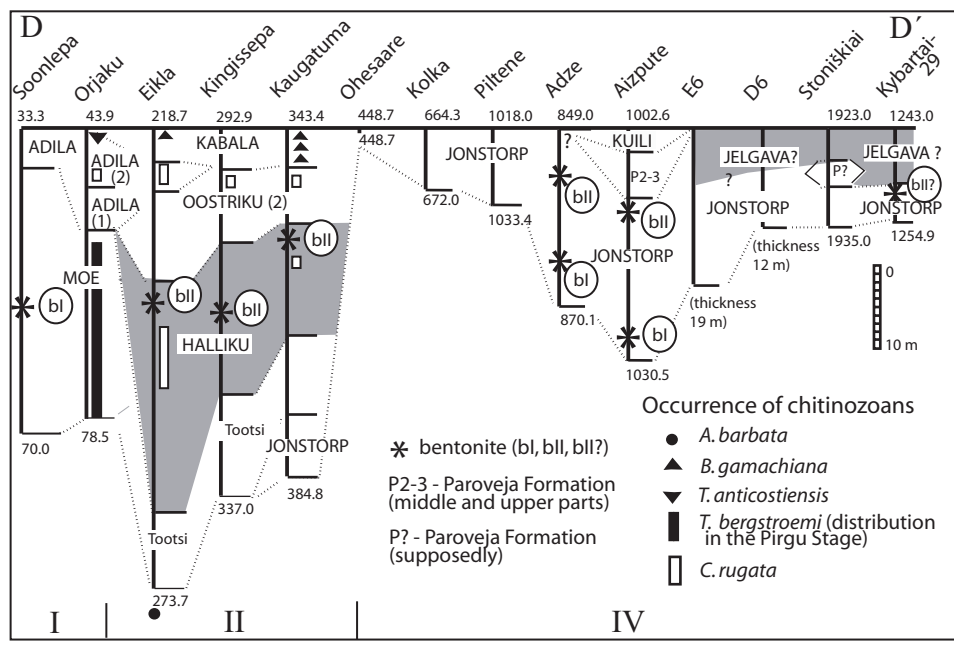 D D´
Soonlepa Orjaku Eikla Kingissepa Kaugatuma Ohesaare Kolka Piltene Adze Aizpute E6 D6 Stoniškiai Kybartai-
29
33.3 43.9 218.7 292.9 343.4 448.7 664.3 1018.0 849.0 1002.6 1923.0 1243.0
448.7
ADILA ADILA
(2) KABALA JONSTORP ? KUILI JELGAVA? JELGAVA ?
P2-3 ? P? bII?
672.0 1033.4 bII bII
ADILA
(1) OOSTRIKU (2) JONSTORP JONSTORP
bII 1254.9
MOE JONSTORP (thickness
12 m) 1935.0
bI bII bII bI (thickness
19 m) 0
870.1 bI 10 m
HALLIKU 1030.5
70.0 78.5 Tootsi JONSTORP
384.8
337.0
Tootsi
273.7
bentonite (bI, bII, bII?)
P2-3 - Paroveja Formation
(middle and upper parts)
P? - Paroveja Formation
(supposedly)
Occurrence of chitinozoans
A. barbata
B. gamachiana
T. anticostiensis
T. bergstroemi (distribution
in the Pirgu Stage)
C. rugata
I II IV